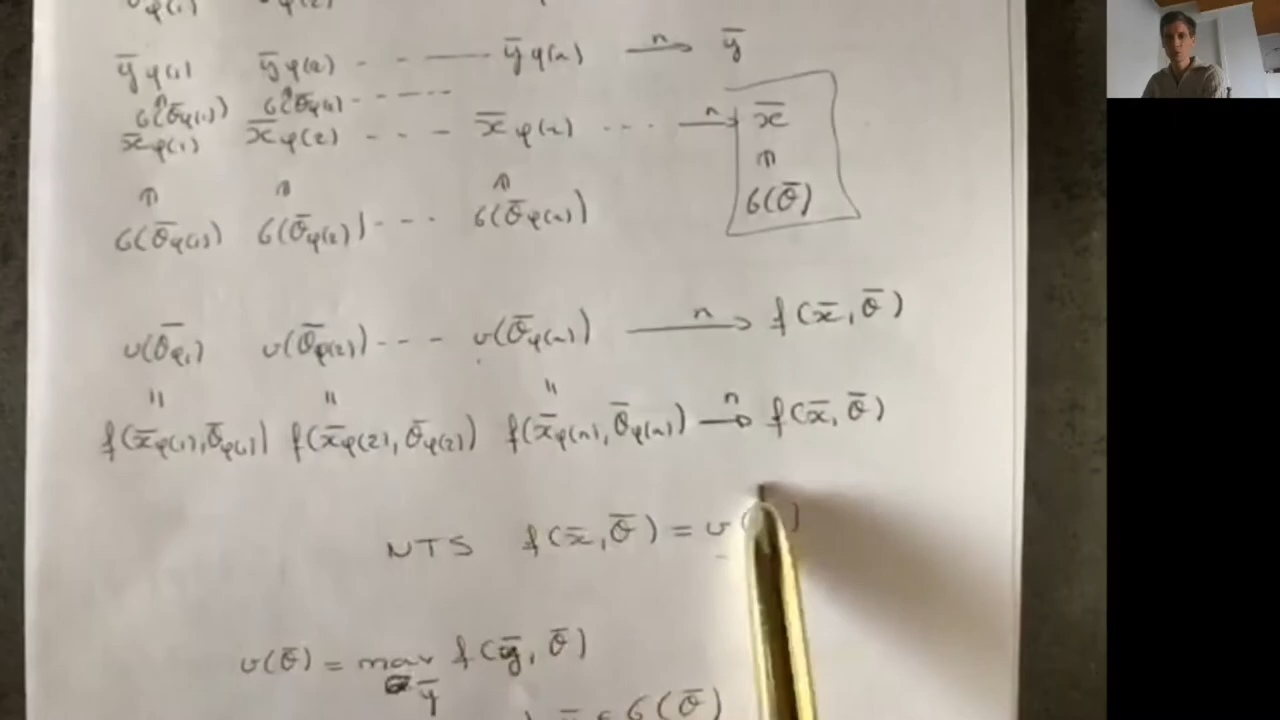 ȳφ(1) ȳφ(2) - - — ȳφ(n) →ⁿ ȳ
G(θ̄φ(1)) G(θ̄φ(2)) - - - -
x̄φ(1) x̄φ(2) - - - x̄φ(n) ... →ⁿ x̄
∈ ∈ ∈ ∈
G(θ̄φ(1)) G(θ̄φ(2)) - - - G(θ̄φ(n)) G(θ̄)
v(θ̄φ(1)) v(θ̄φ(2)) - - - v(θ̄φ(n)) →ⁿ f(x̄, θ̄)
= = =
f(x̄φ(1), θ̄φ(1)) f(x̄φ(2), θ̄φ(2)) f(x̄φ(n), θ̄φ(n)) →ⁿ f(x̄, θ̄)
NTS f(x̄, θ̄) = v( )
v(θ̄) = max f(ȳ, θ̄)
ȳ
G(θ̄)